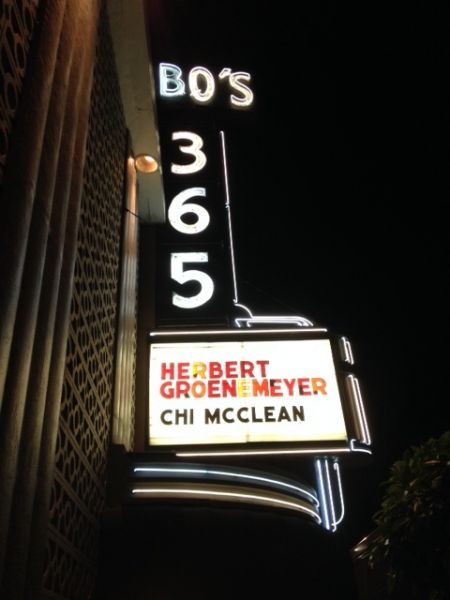 BO'S
365
HERBERT
GROENEMEYER
CHI MCCLEAN